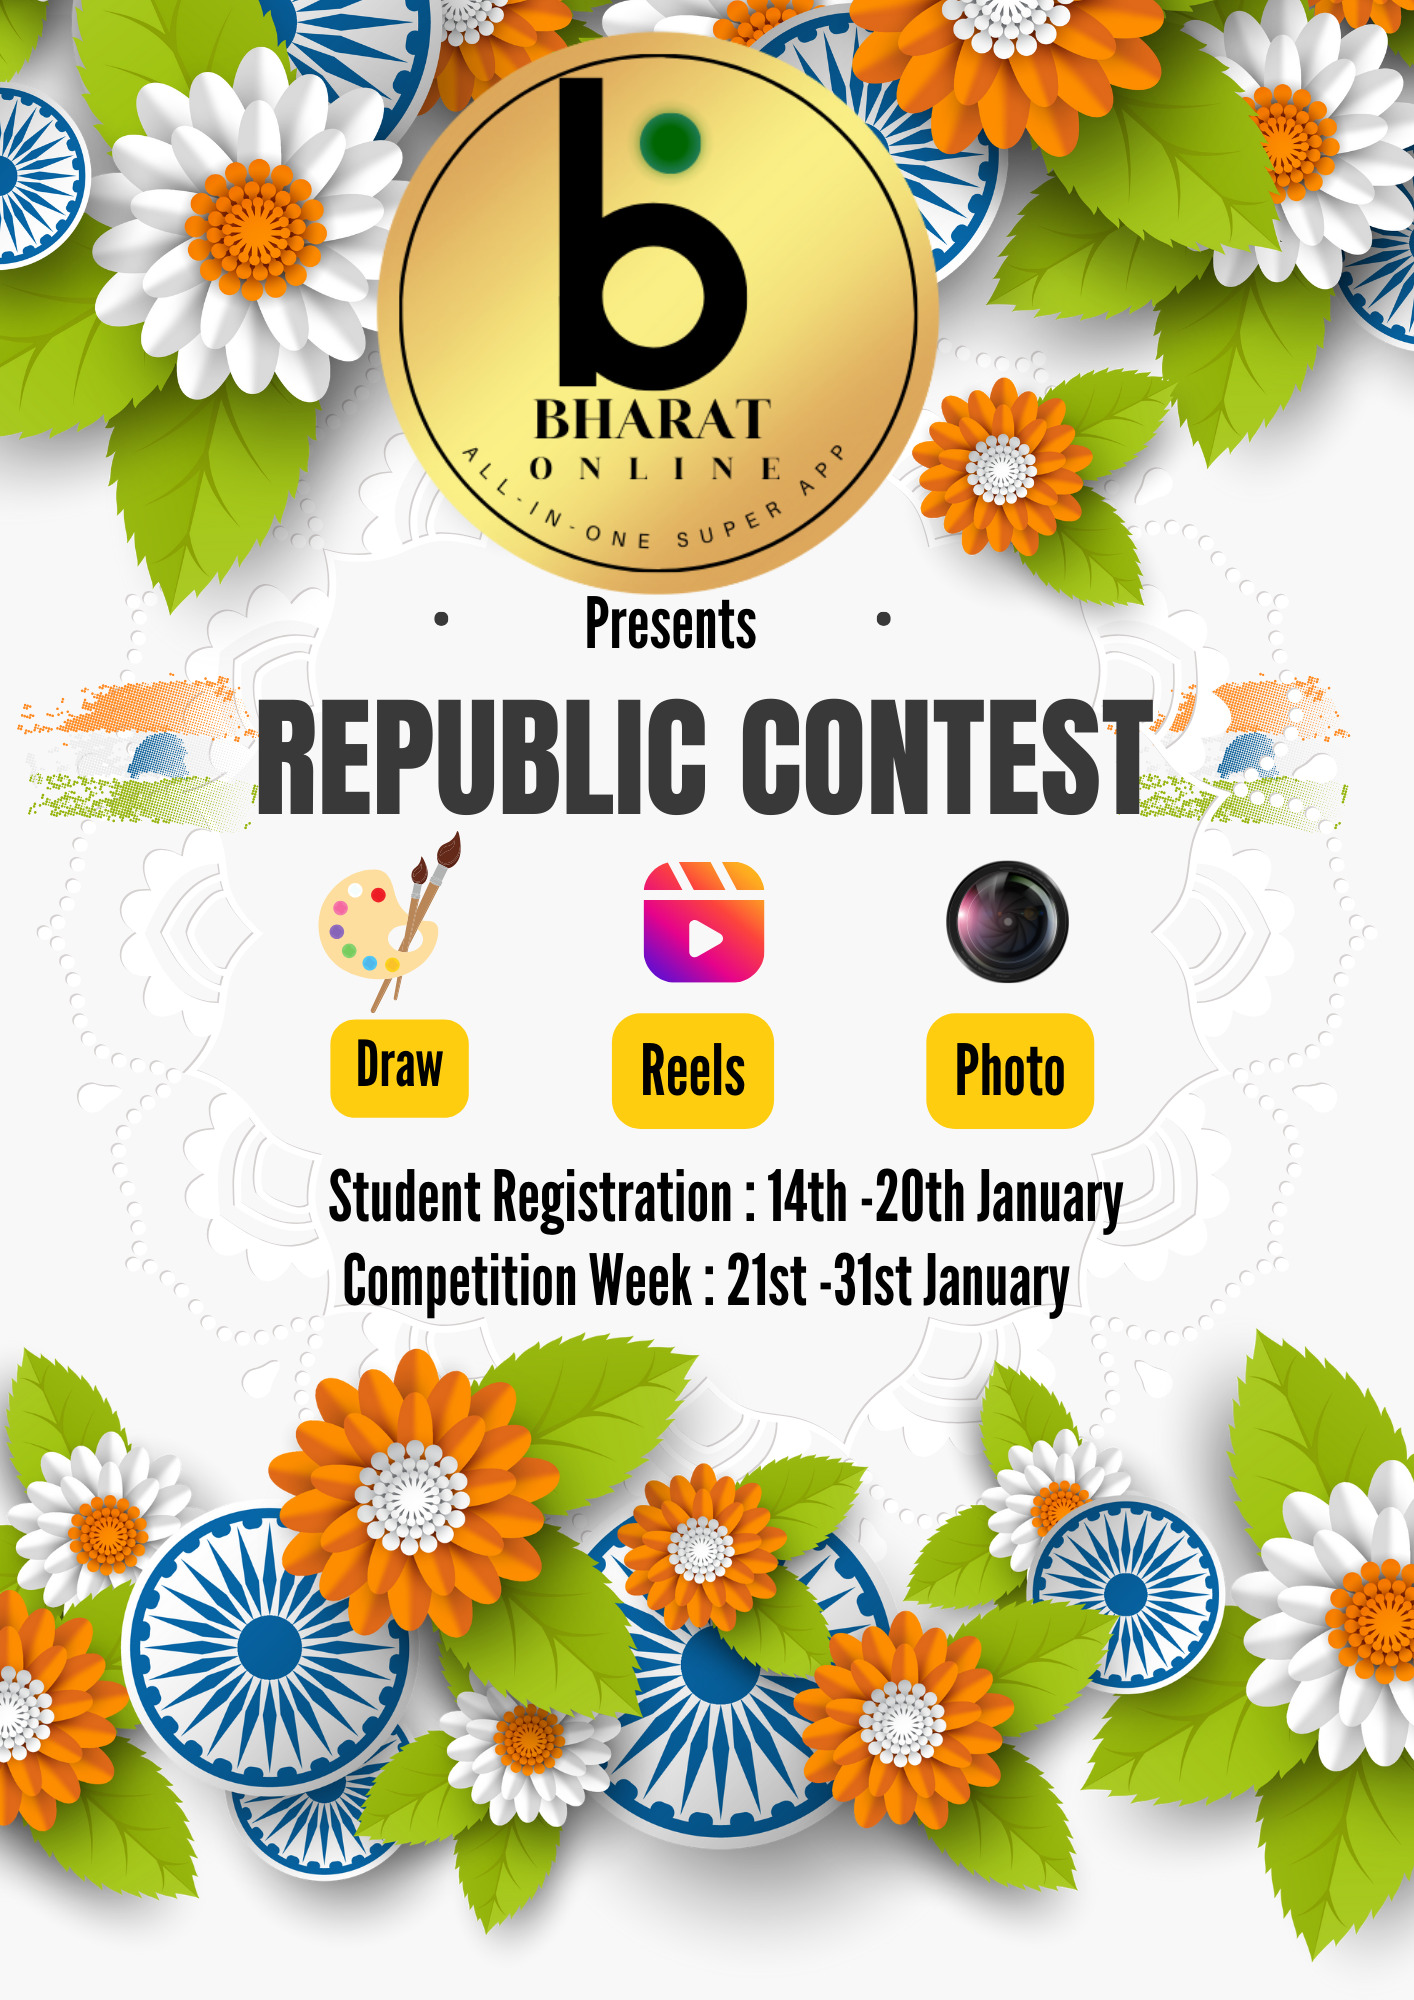 b
BHARAT
ONLINE
ALL-IN-ONE SUPER APP
• Presents •
REPUBLIC CONTEST
Draw
Reels
Photo
Student Registration : 14th -20th January
Competition Week : 21st -31st January